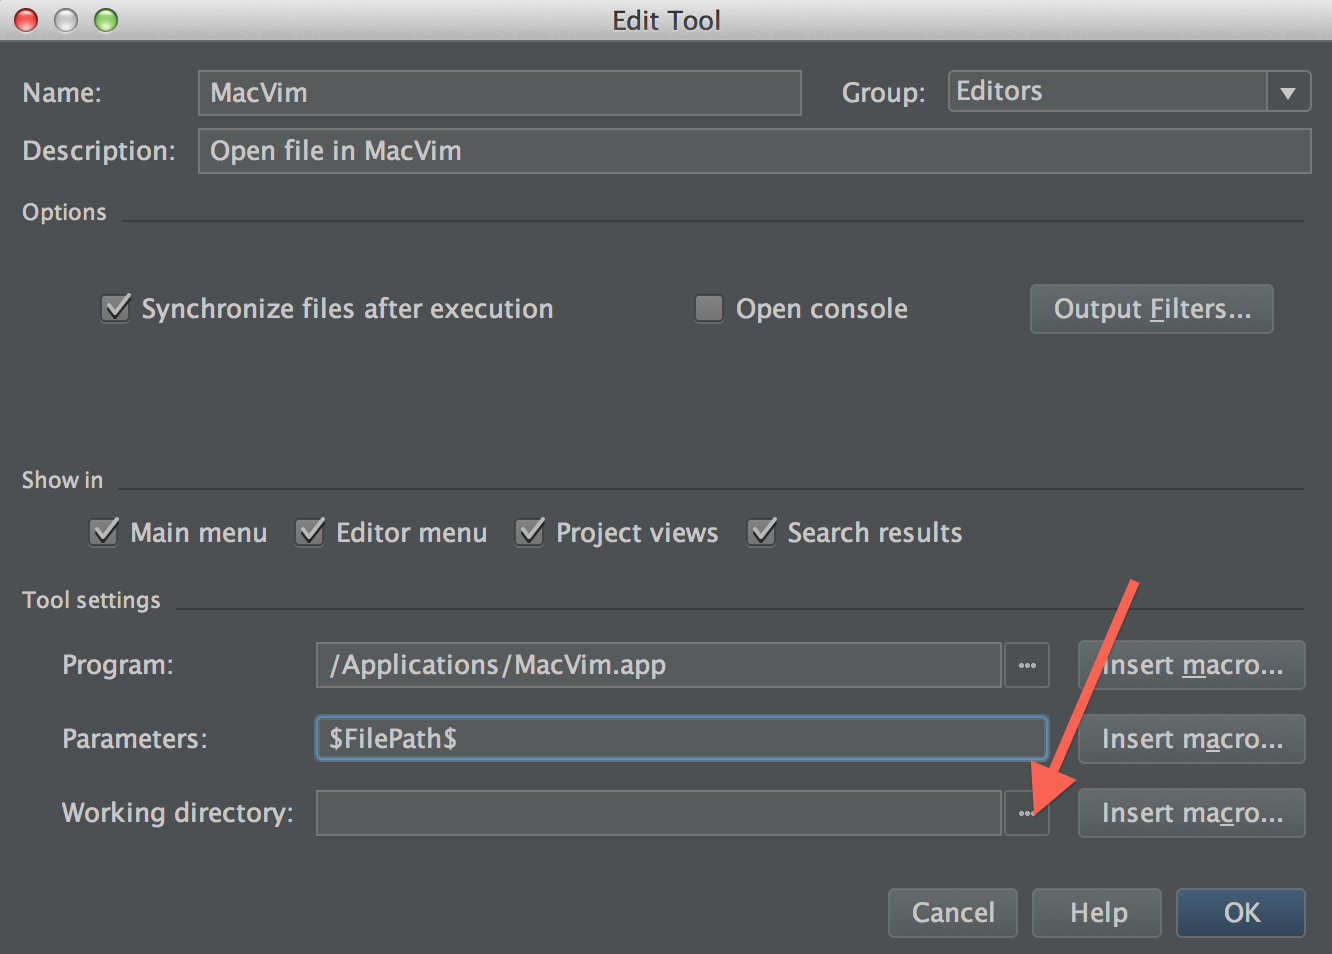 Edit Tool
Name: MacVim Group: Editors
Description: Open file in MacVim
Options
Synchronize files after execution Open console Output Filters...
Show in
Main menu Editor menu Project views Search results
Tool settings
Program: /Applications/MacVim.app ... Insert macro...
Parameters: $FilePath$ Insert macro...
Working directory: ... Insert macro...
Cancel Help OK